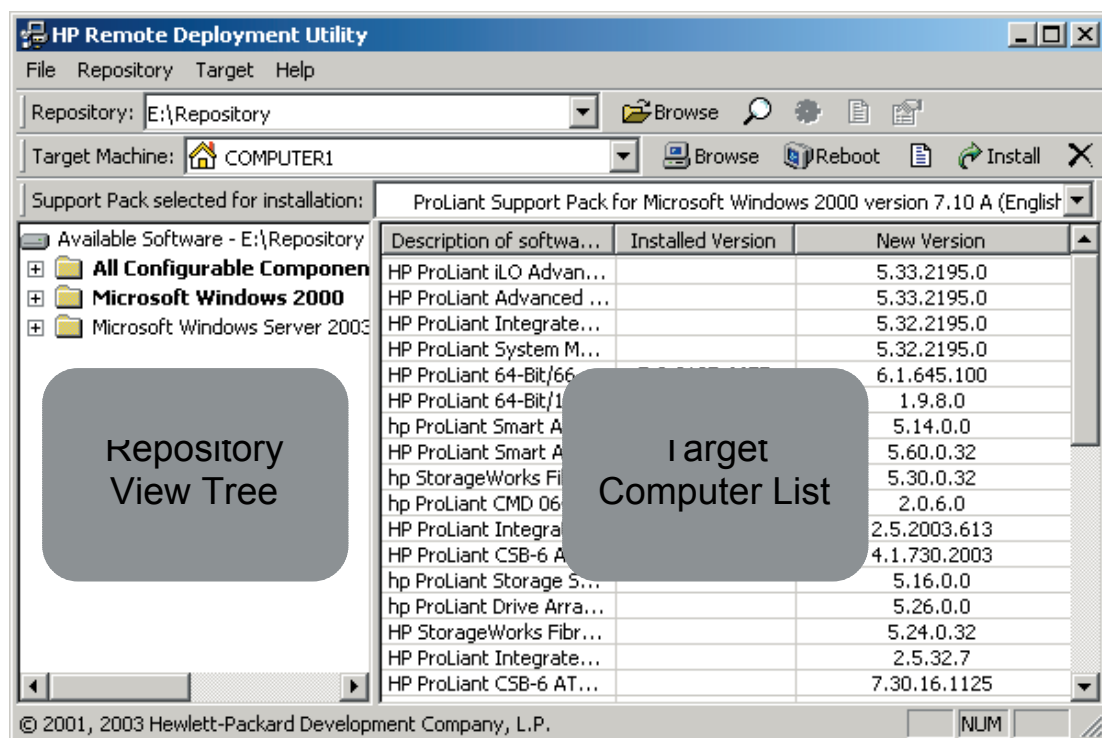 HP Remote Deployment Utility
File Repository Target Help
Repository: E:\Repository Browse
Target Machine: COMPUTER1 Browse Reboot Install
Support Pack selected for installation: ProLiant Support Pack for Microsoft Windows 2000 version 7.10 A (English
Available Software - E:\Repository
All Configurable Componen
Microsoft Windows 2000
Microsoft Windows Server 2003
Repository
View Tree
Description of softwa... Installed Version New Version
HP ProLiant iLO Advan... 5.33.2195.0
HP ProLiant Advanced ... 5.33.2195.0
HP ProLiant Integrate... 5.32.2195.0
HP ProLiant System M... 5.32.2195.0
HP ProLiant 64-Bit/66 6.1.645.100
HP ProLiant 64-Bit/1 1.9.8.0
hp ProLiant Smart A 5.14.0.0
HP ProLiant Smart A 5.60.0.32
hp StorageWorks Fi 5.30.0.32
hp ProLiant CMD 06 2.0.6.0
HP ProLiant Integra 2.5.2003.613
HP ProLiant CSB-6 A 4.1.730.2003
hp ProLiant Storage S... 5.16.0.0
hp ProLiant Drive Arra... 5.26.0.0
HP StorageWorks Fibr... 5.24.0.32
HP ProLiant Integrate... 2.5.32.7
HP ProLiant CSB-6 AT... 7.30.16.1125
Target
Computer List
© 2001, 2003 Hewlett-Packard Development Company, L.P. NUM